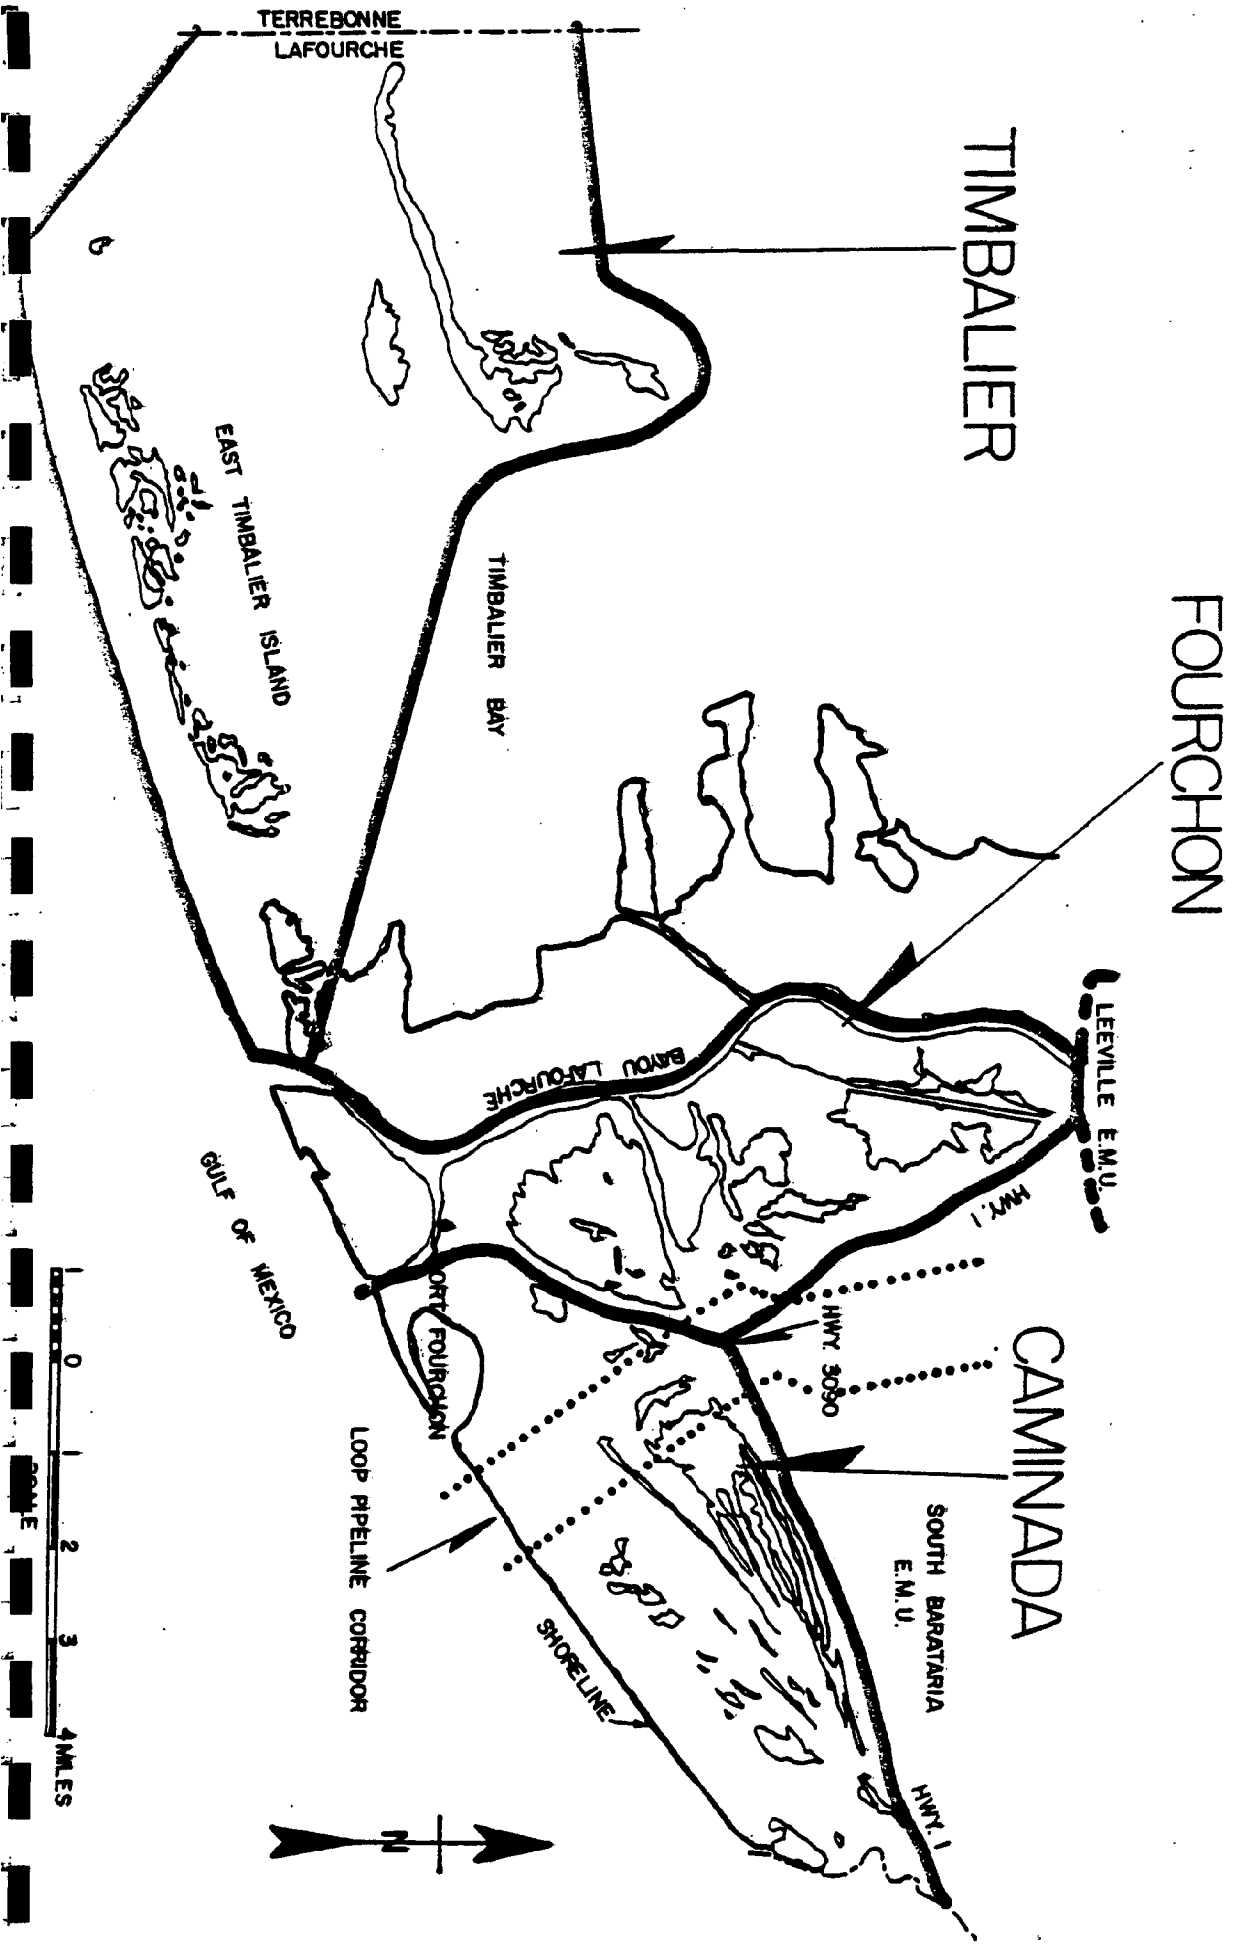 TERREBONNE
LAFOURCHE
TIMBALIER
FOURCHON
CAMINADA
LEEVILLE E.M.U.
HWY. 1
HWY. 3090
SOUTH BARATARIA
E.M.U.
HWY. 1
TIMBALIER BAY
BAYOU LAFOURCHE
EAST TIMBALIER ISLAND
PORT FOURCHON
GULF OF MEXICO
LOOP PIPELINE CORRIDOR
SHORELINE
1 0 1 2 3 4 MILES
SCALE
N